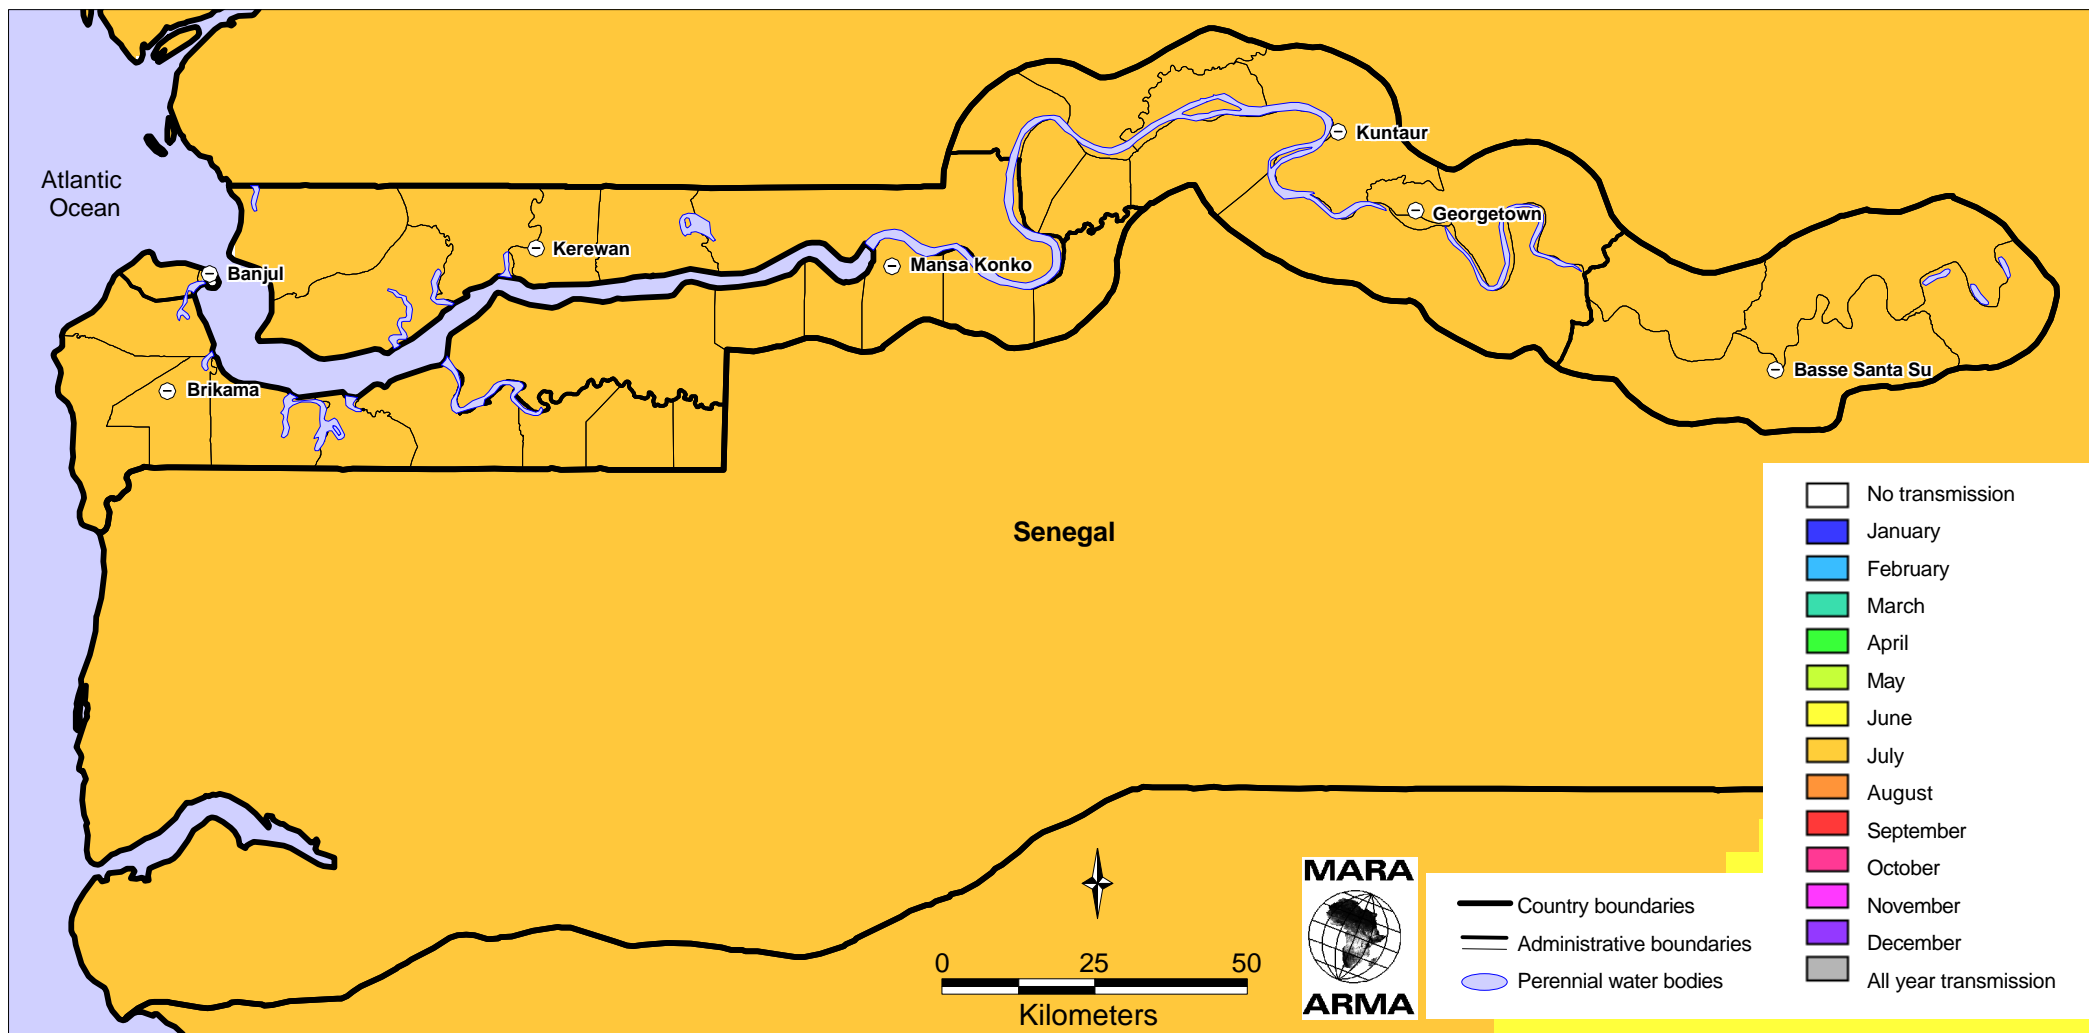 Atlantic
Ocean
Kuntaur
Georgetown
Kerewan
Mansa Konko
Banjul
Basse Santa Su
Brikama
Senegal
No transmission
January
February
March
April
May
June
July
August
September
October
November
December
All year transmission
MARA
ARMA
Country boundaries
Administrative boundaries
Perennial water bodies
0 25 50
Kilometers